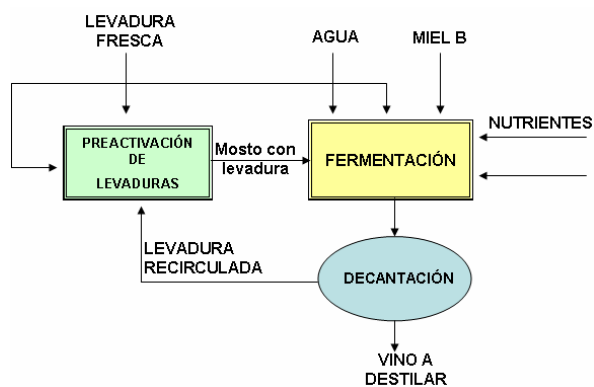 LEVADURA
FRESCA
AGUA
MIEL B
PREACTIVACIÓN
DE
LEVADURAS
Mosto con
levadura
FERMENTACIÓN
NUTRIENTES
LEVADURA
RECIRCULADA
DECANTACIÓN
VINO A
DESTILAR